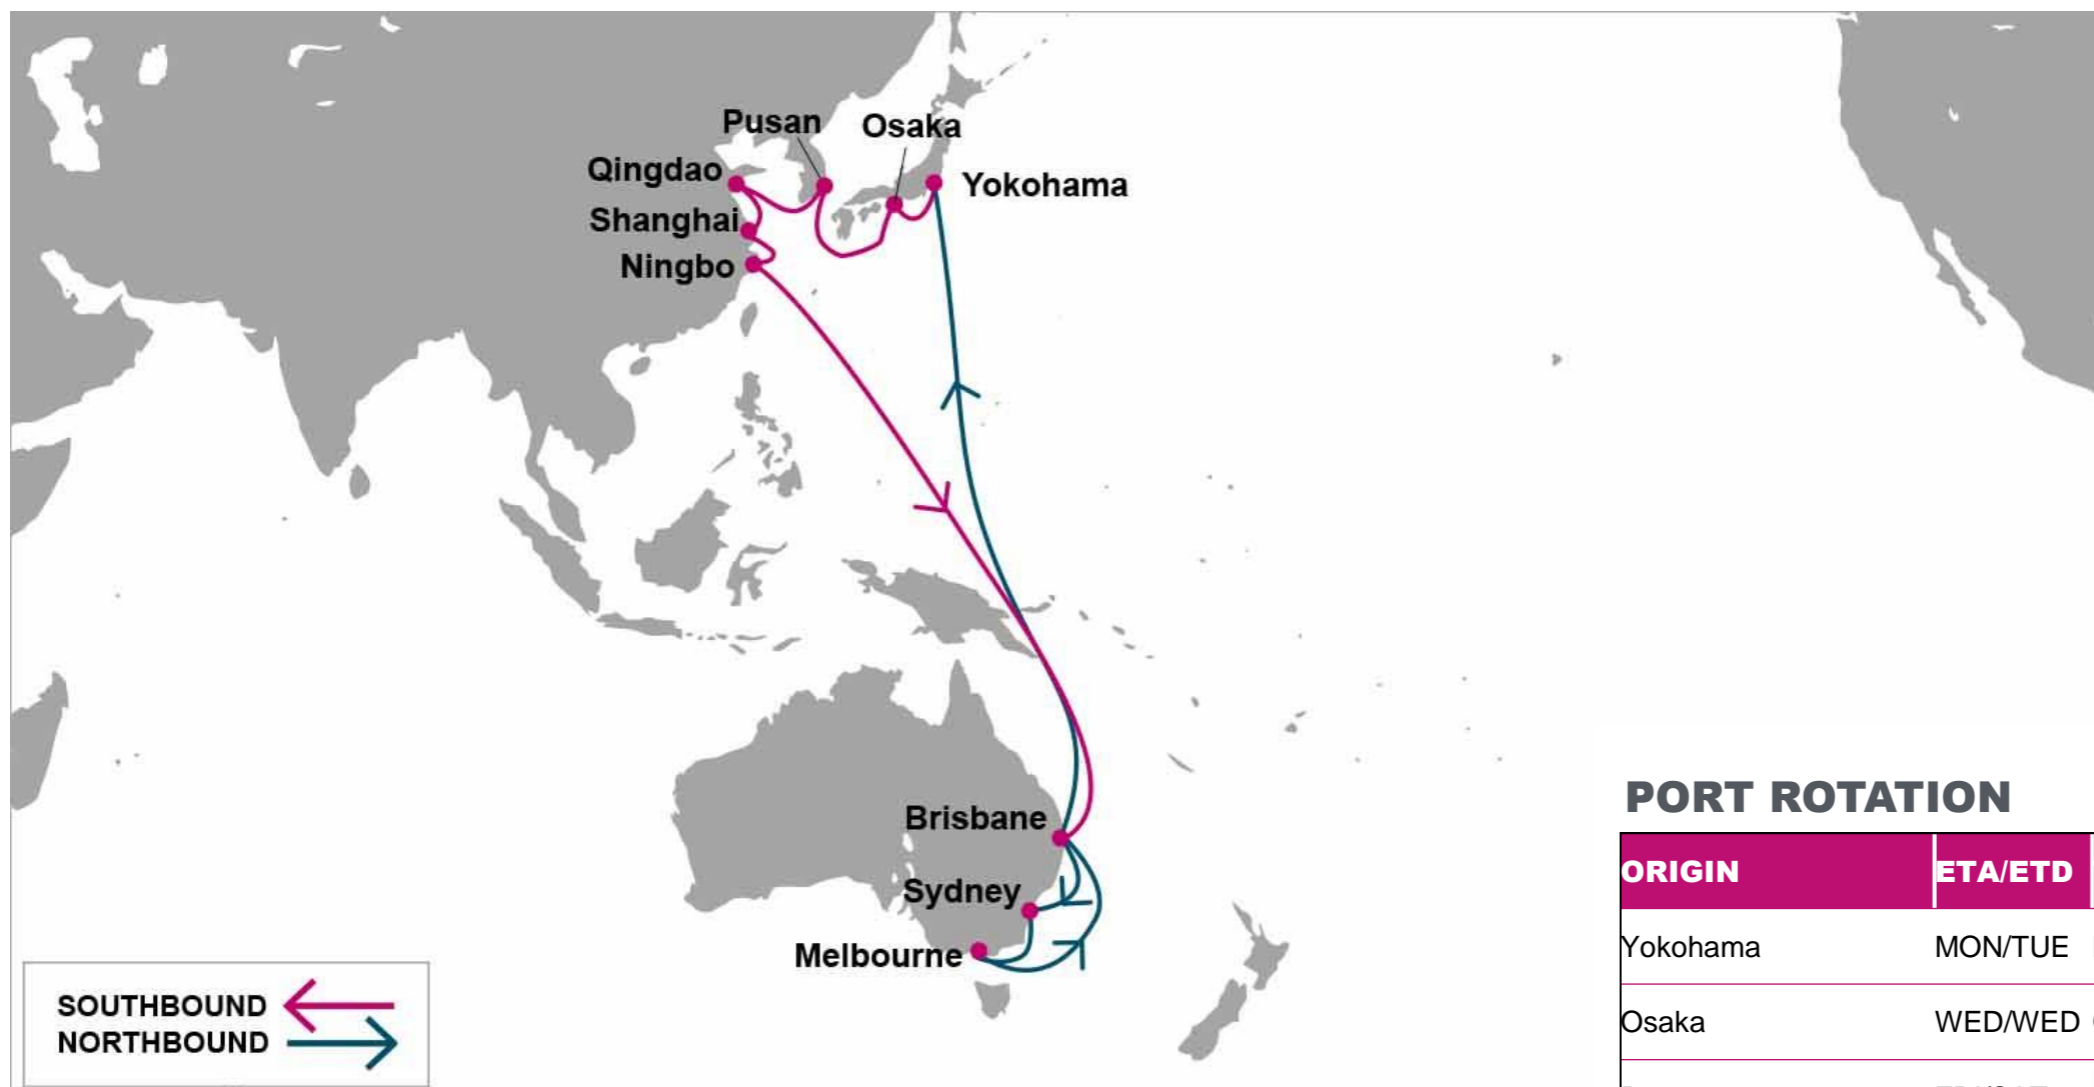 Pusan
Osaka
Qingdao
Yokohama
Shanghai
Ningbo
Brisbane
Sydney
Melbourne
SOUTHBOUND
NORTHBOUND
PORT ROTATION
ORIGIN ETA/ETD
Yokohama MON/TUE
Osaka WED/WED